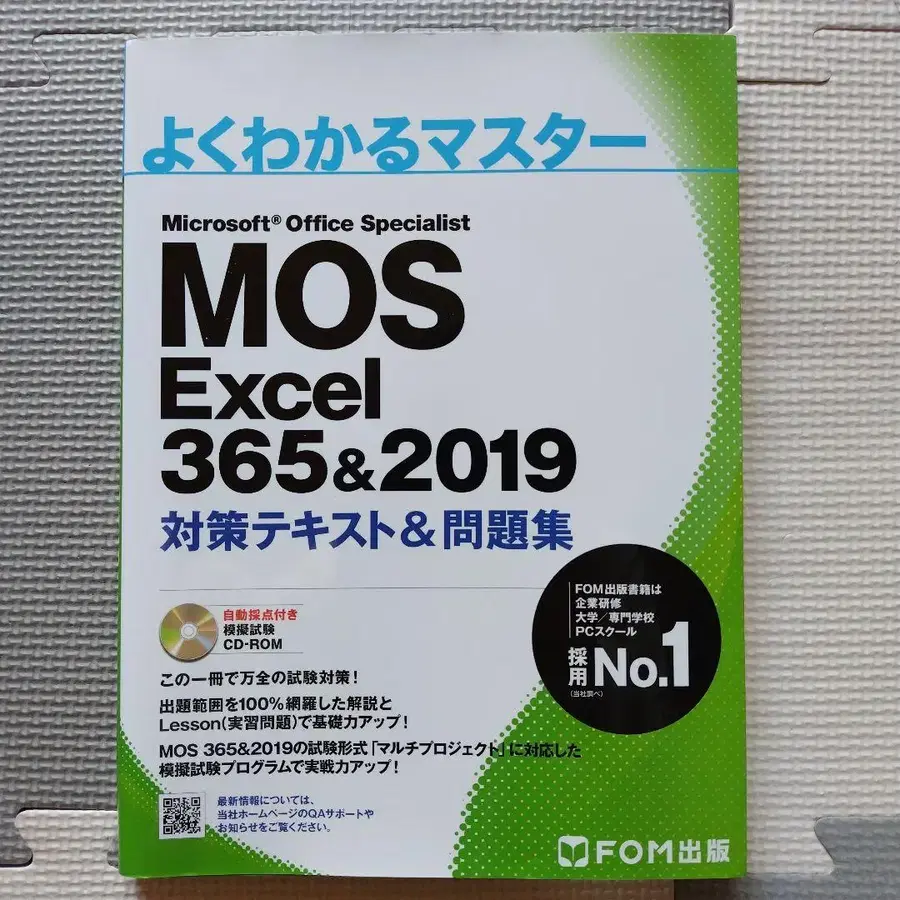 よくわかるマスター
Microsoft® Office Specialist
MOS
Excel
365&2019
対策テキスト&問題集
自動採点付き
模擬試験
CD-ROM
FOM出版書籍は
企業研修
大学/専門学校
PCスクール
採用 No.1
(当社調べ)
この一冊で万全の試験対策!
出題範囲を100%網羅した解説と
Lesson(実習問題)で基礎力アップ!
MOS 365&2019の試験形式「マルチプロジェクト」に対応した
模擬試験プログラムで実戦力アップ!
最新情報については、
当社ホームページのQAサポートや
お知らせをご覧ください。
FOM出版